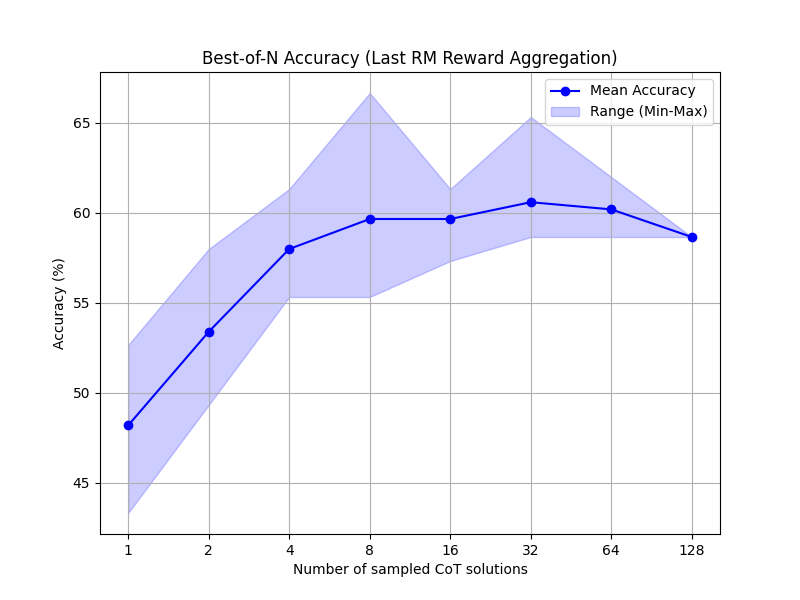 Best-of-N Accuracy (Last RM Reward Aggregation)
Mean Accuracy
Range (Min-Max)
Accuracy (%)
65
60
55
50
45
1 2 4 8 16 32 64 128
Number of sampled CoT solutions